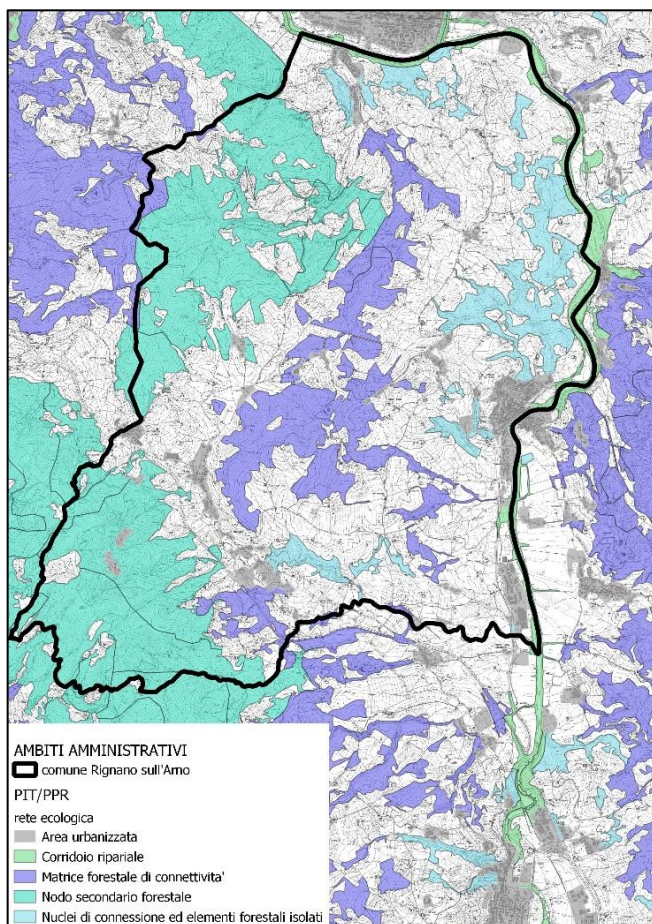 AMBITI AMMINISTRATIVI
comune Rignano sull'Arno
PIT/PPR
rete ecologica
Area urbanizzata
Corridoio ripariale
Matrice forestale di connettivita'
Nodo secondario forestale
Nuclei di connessione ed elementi forestali isolati